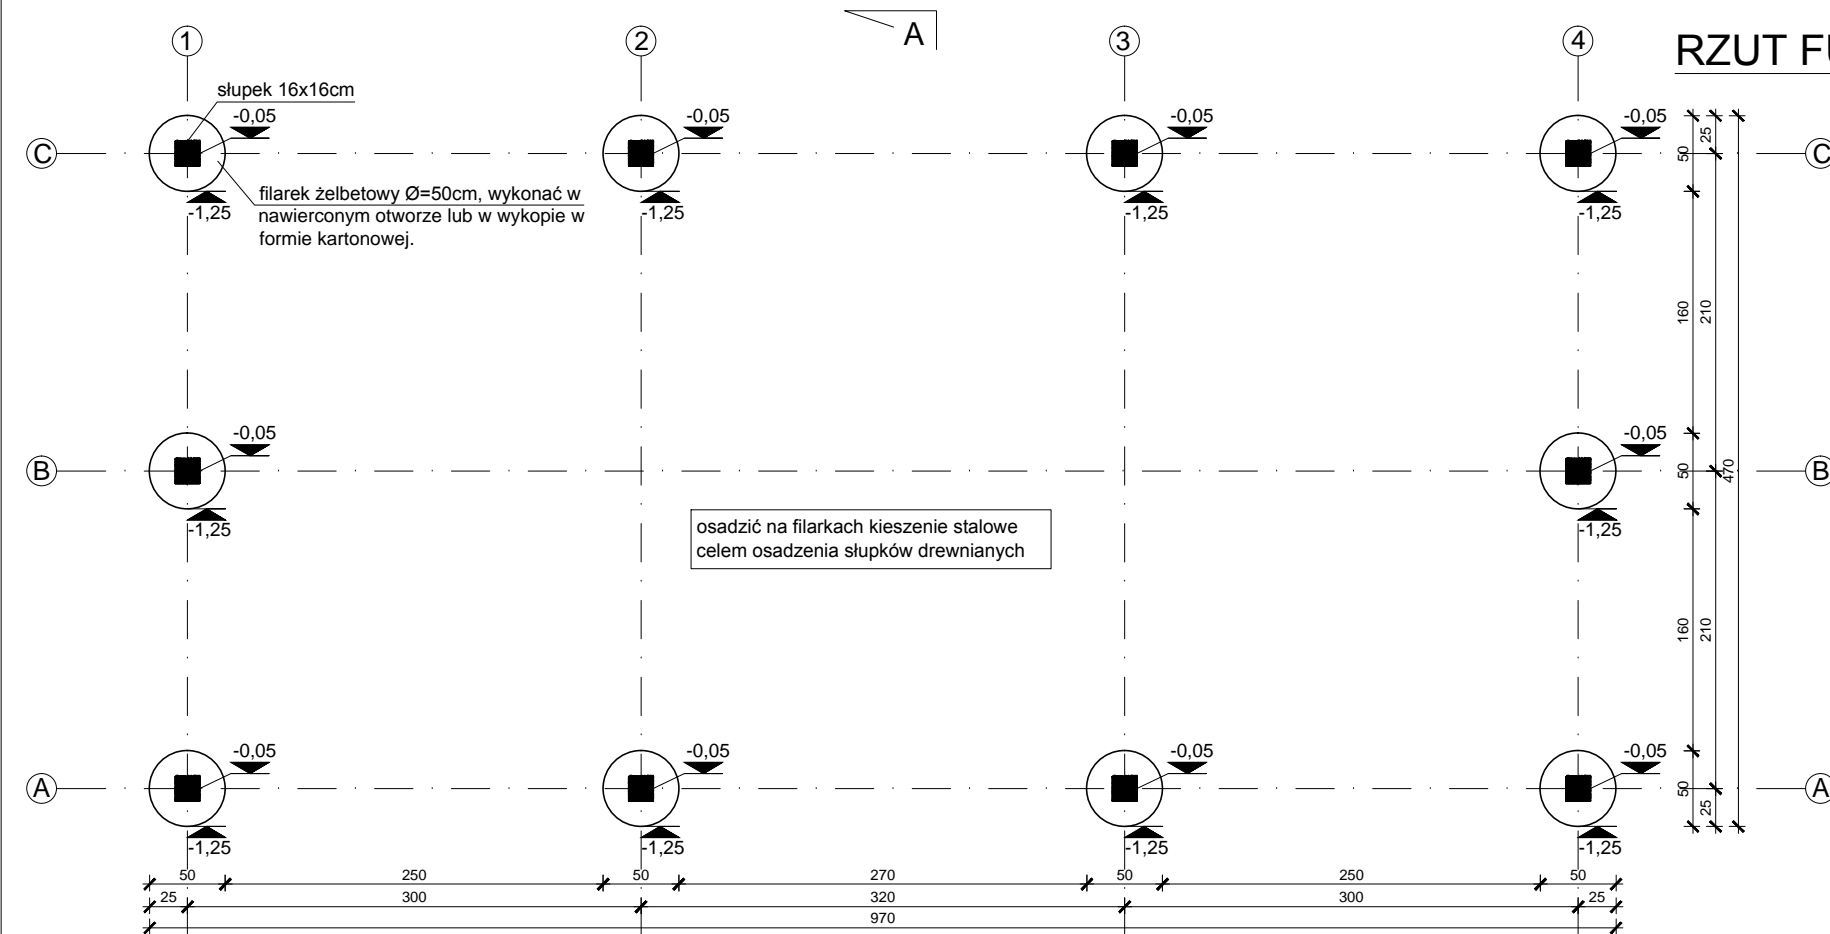 A
1
2
3
4
RZUT FU
słupek 16x16cm
-0,05
-0,05
-0,05
-0,05
C
C
filarek żelbetowy Ø=50cm, wykonać w
nawierconym otworze lub w wykopie w
formie kartonowej.
-1,25
-1,25
-1,25
-1,25
25
50
160
210
-0,05
-0,05
B
B
50
470
-1,25
-1,25
osadzić na filarkach kieszenie stalowe
celem osadzenia słupków drewnianych
160
210
-0,05
-0,05
-0,05
-0,05
A
A
50
25
-1,25
-1,25
-1,25
-1,25
50 250 50 270 50 250 50
25 300 320 300 25
970